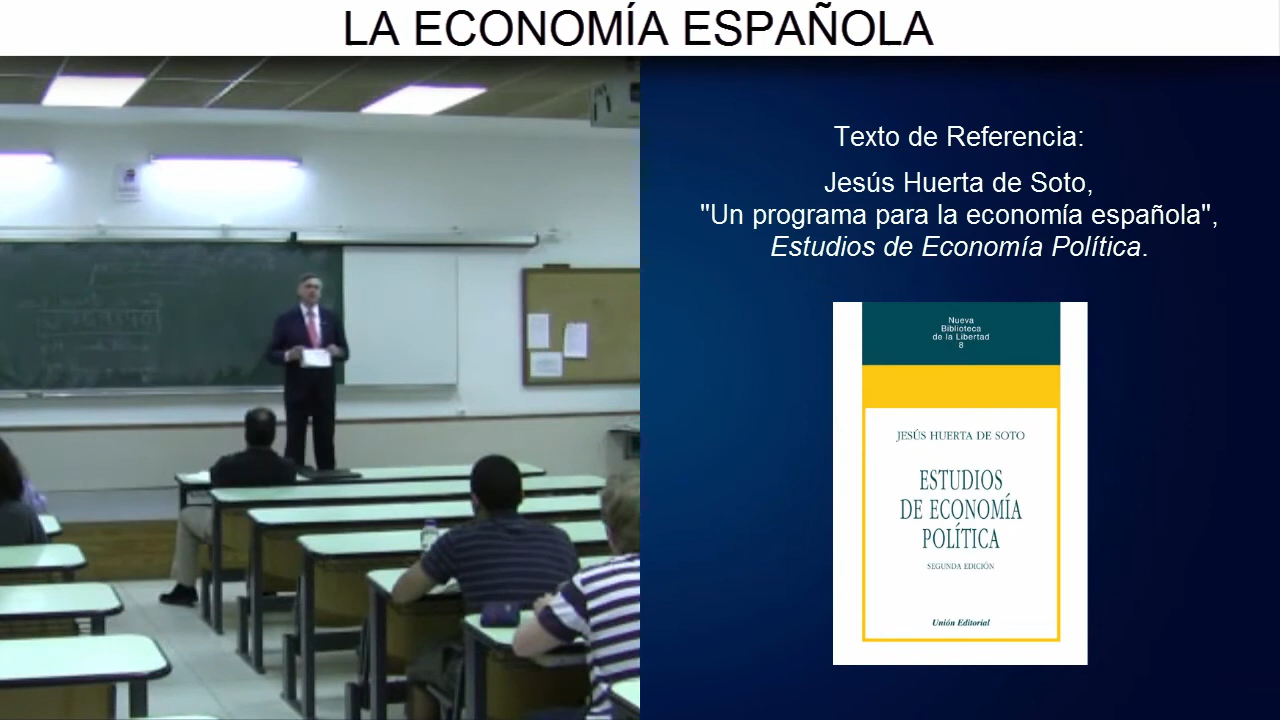 LA ECONOMÍA ESPAÑOLA
Texto de Referencia:
Jesús Huerta de Soto,
"Un programa para la economía española",
Estudios de Economía Política.
Nueva
Biblioteca
de la Libertad
8
JESÚS HUERTA DE SOTO
ESTUDIOS
DE ECONOMÍA
POLÍTICA
SEGUNDA EDICIÓN
Unión Editorial